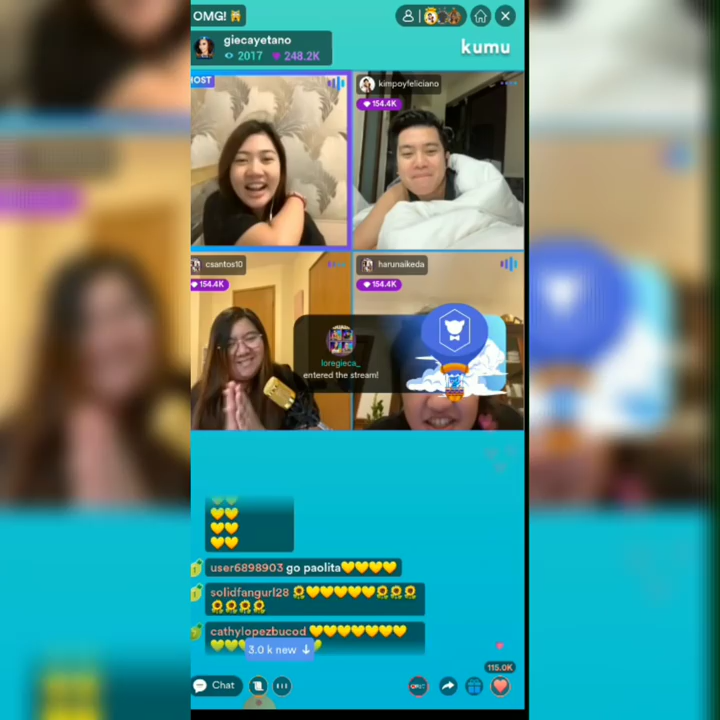 OMG!
giecayetano
2017 248.2K
kumu
HOST
kimpoyfeliciano
154.4K
csantos10
154.4K
harunaikeda
154.4K
loregieca_
entered the stream!
user6898903 go paolita
solidfangurl28
cathylopezbucod
3.0 k new
115.0K
Chat